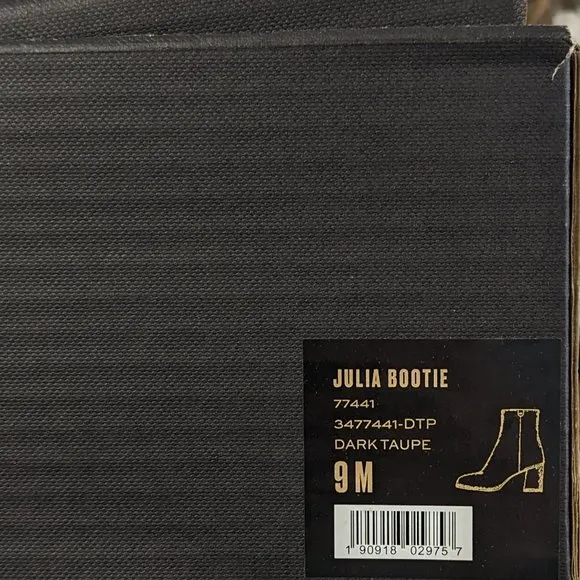 JULIA BOOTIE
77441
3477441-DTP
DARK TAUPE
9 M
1 90918 02975 7